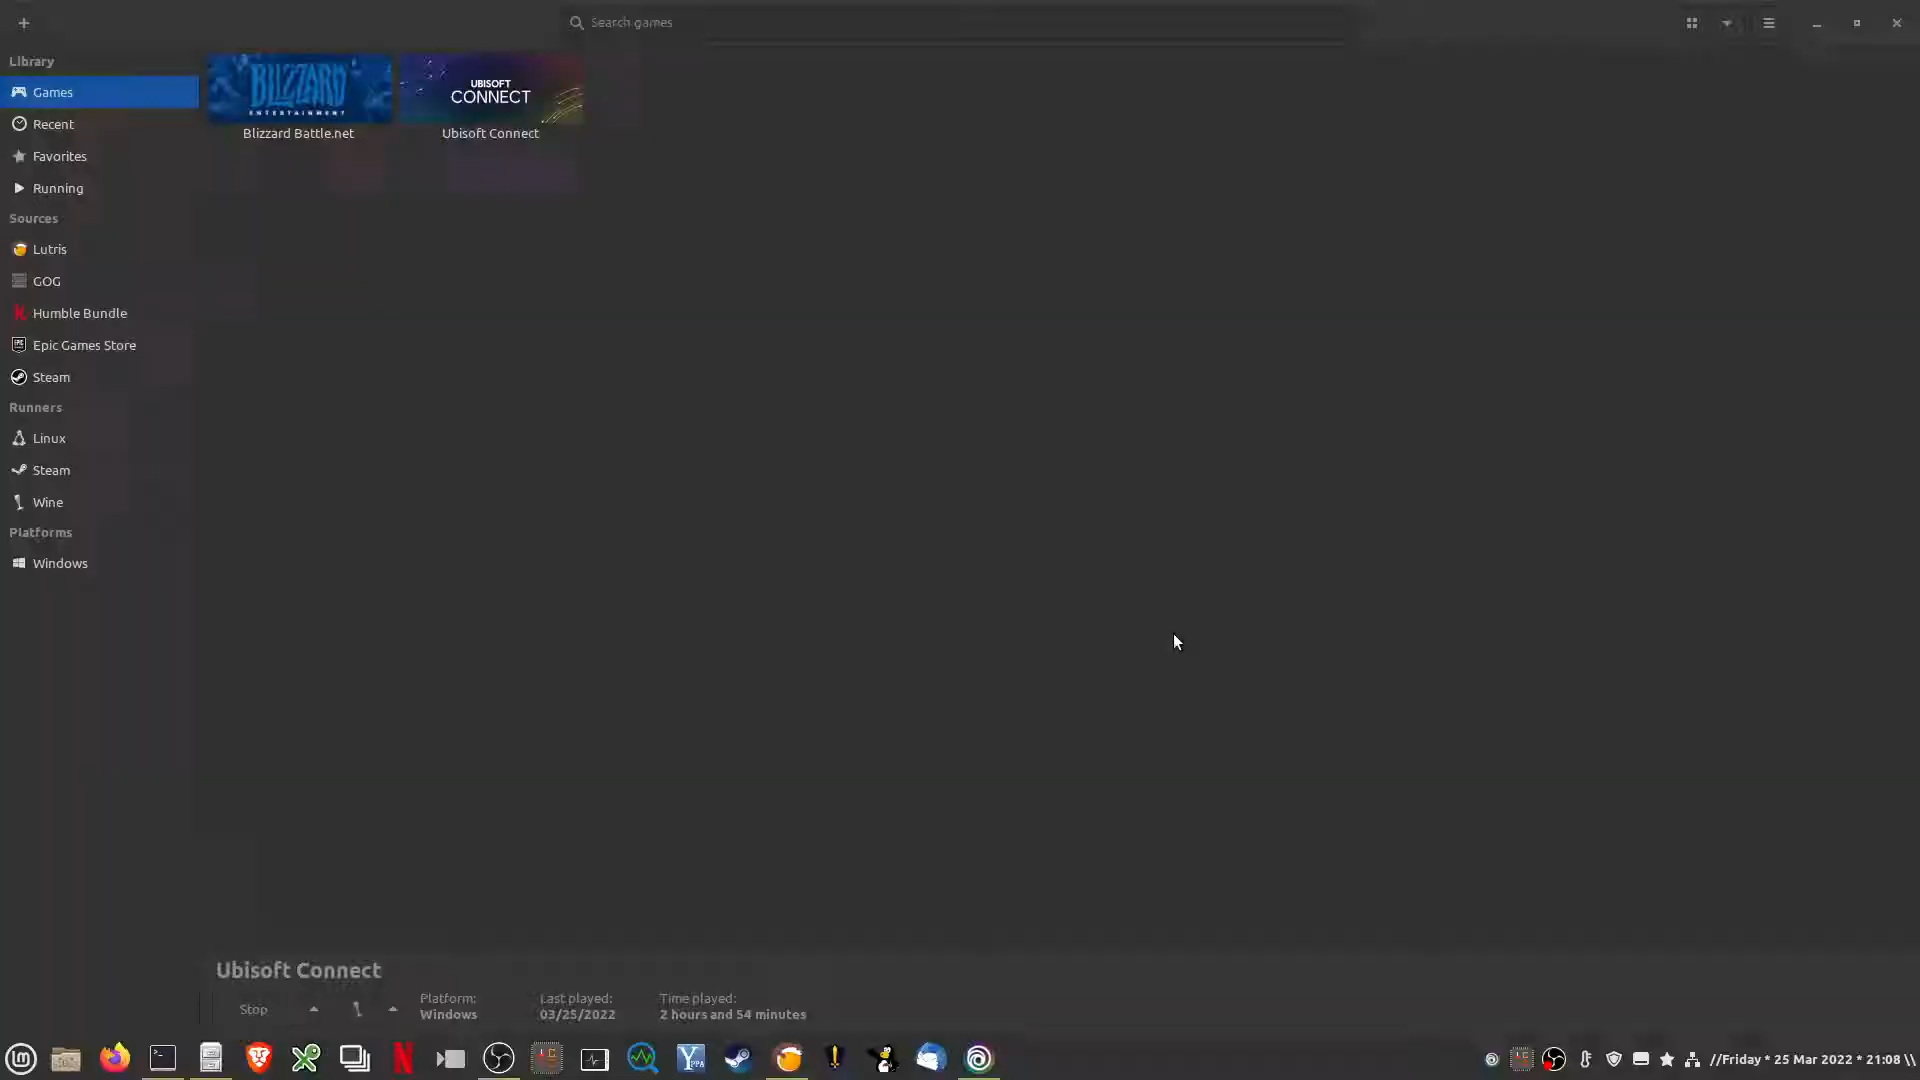 Search games
Library
Games
Recent
Favorites
Running
Sources
Lutris
GOG
Humble Bundle
Epic Games Store
Steam
Runners
Linux
Steam
Wine
Platforms
Windows
BLIZZARD
ENTERTAINMENT
Blizzard Battle.net
UBISOFT
CONNECT
Ubisoft Connect
Ubisoft Connect
Stop
Platform:
Windows
Last played:
03/25/2022
Time played:
2 hours and 54 minutes
//Friday * 25 Mar 2022 * 21:08 \\